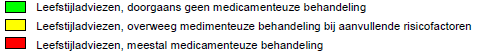 Leefstijladviezen, doorgaans geen medicamenteuze behandeling
Leefstijladviezen, overweeg medimenteuze behandeling bij aanvullende risicofactoren
Leefstijladviezen, meestal medicamenteuze behandeling